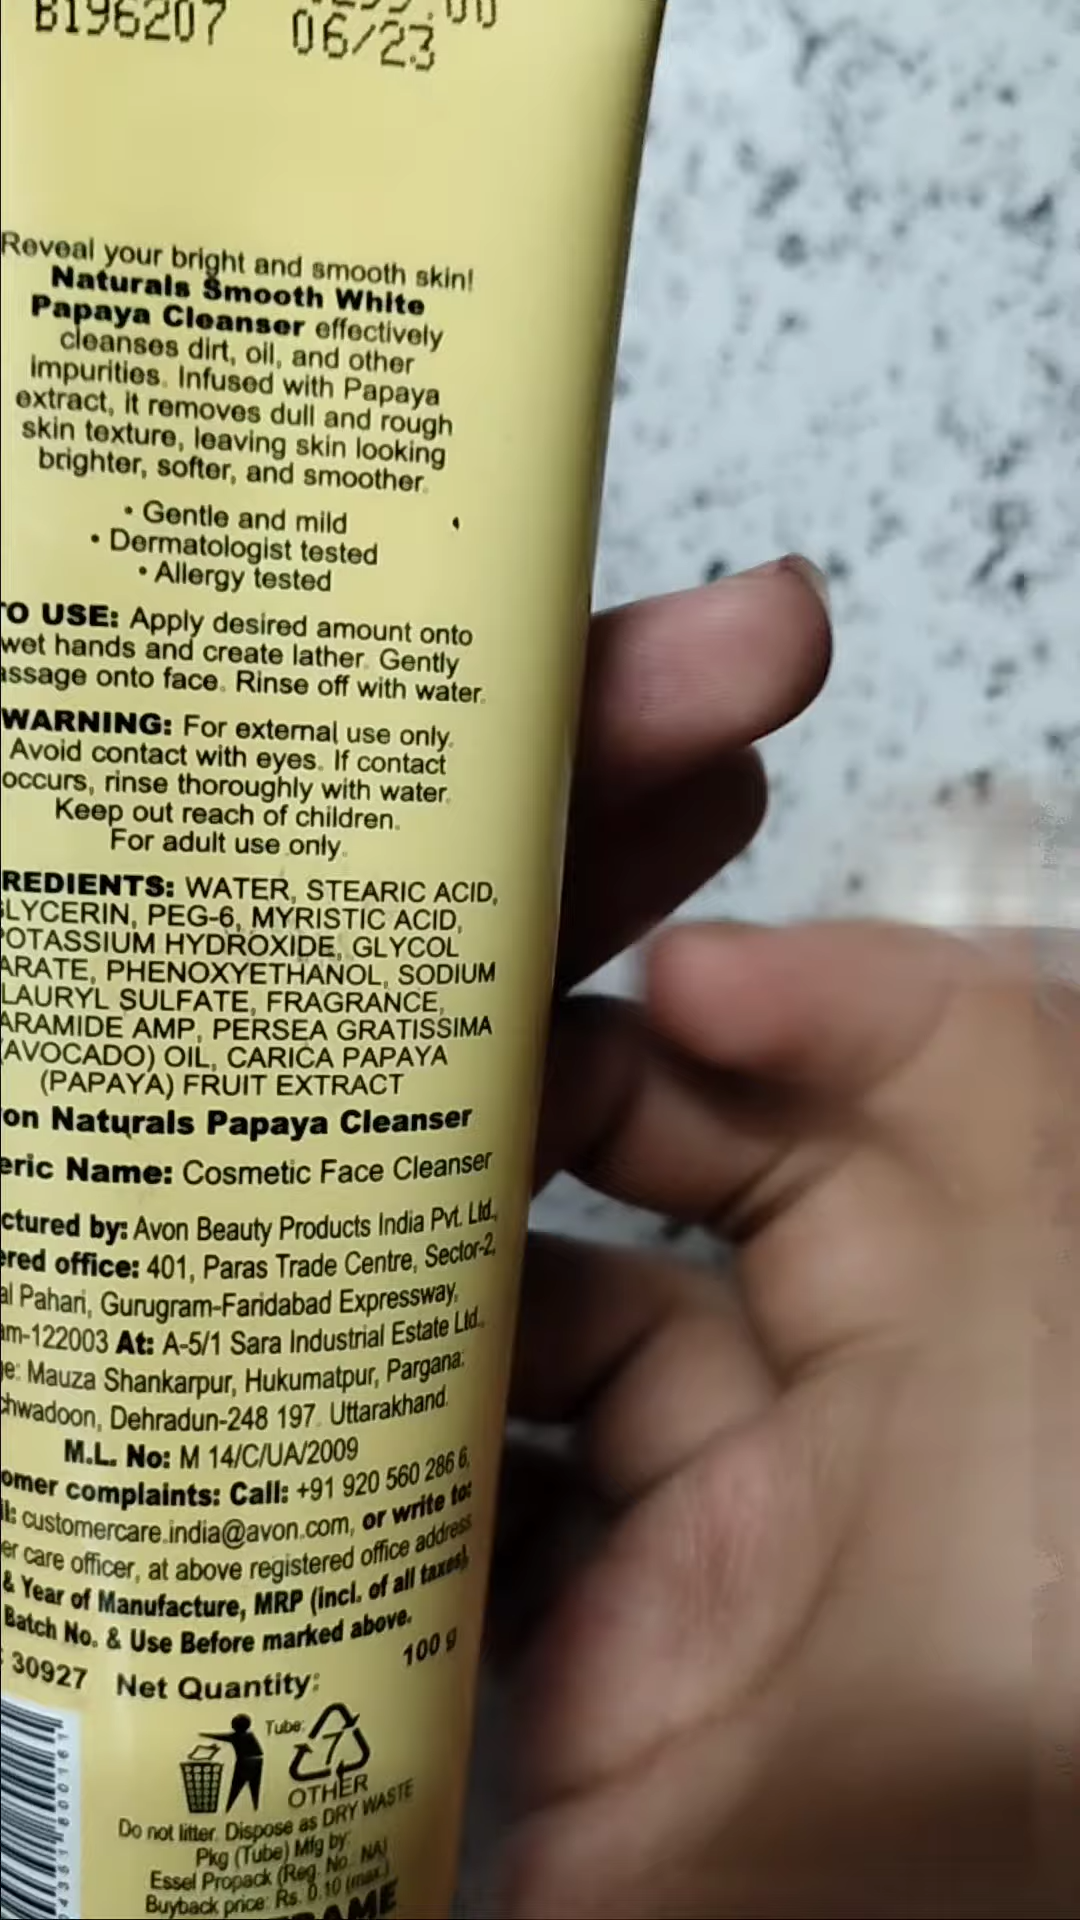 B196207
06/23
Reveal your bright and smooth skin!
Naturals Smooth White
Papaya Cleanser effectively
cleanses dirt, oil, and other
impurities. Infused with Papaya
extract, it removes dull and rough
skin texture, leaving skin looking
brighter, softer, and smoother.
• Gentle and mild
• Dermatologist tested
• Allergy tested
TO USE: Apply desired amount onto
wet hands and create lather. Gently
assage onto face. Rinse off with water.
WARNING: For external use only.
Avoid contact with eyes. If contact
occurs, rinse thoroughly with water.
Keep out reach of children.
For adult use only.
REDIENTS: WATER, STEARIC ACID,
GLYCERIN, PEG-6, MYRISTIC ACID,
POTASSIUM HYDROXIDE, GLYCOL
ARATE, PHENOXYETHANOL, SODIUM
LAURYL SULFATE, FRAGRANCE,
ARAMIDE AMP, PERSEA GRATISSIMA
(AVOCADO) OIL, CARICA PAPAYA
(PAPAYA) FRUIT EXTRACT
on Naturals Papaya Cleanser
eric Name: Cosmetic Face Cleanser
ctured by: Avon Beauty Products India Pvt. Ltd.,
ered office: 401, Paras Trade Centre, Sector-2,
al Pahari, Gurugram-Faridabad Expressway,
am-122003 At: A-5/1 Sara Industrial Estate Ltd.,
e: Mauza Shankarpur, Hukumatpur, Pargana:
chwadoon, Dehradun-248 197. Uttarakhand.
M.L. No: M 14/C/UA/2009
omer complaints: Call: +91 920 560 286 6,
il: customercare.india@avon.com, or write to:
er care officer, at above registered office address
& Year of Manufacture, MRP (incl. of all taxes),
Batch No. & Use Before marked above.
30927 Net Quantity: 100 g
Tube: 7
OTHER
Do not litter. Dispose as DRY WASTE
Pkg (Tube) Mfg by:
Essel Propack (Reg. No. NA)
Buyback price: Rs. 0.10 (max.)